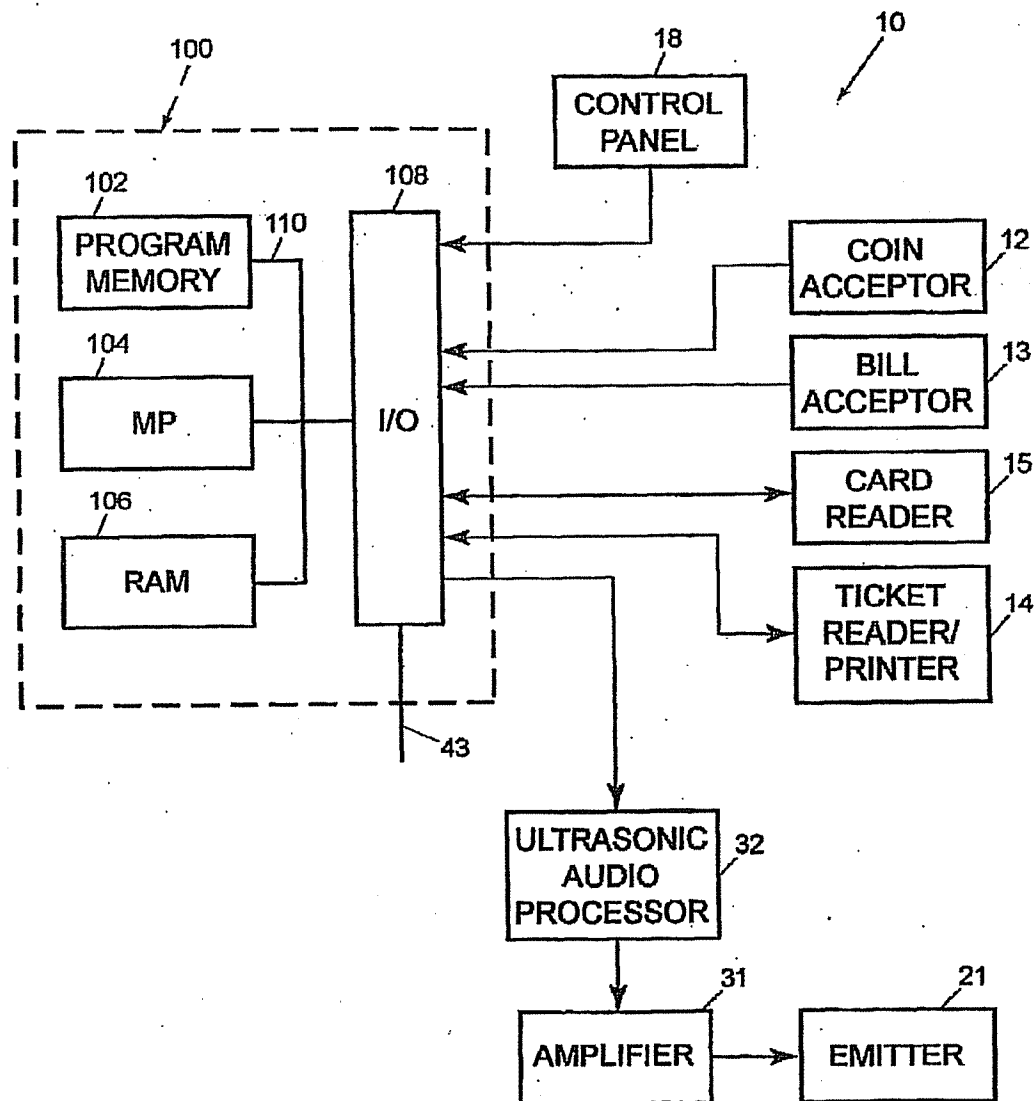 10
100
18
CONTROL
PANEL
102
PROGRAM
MEMORY
110
108
I/O
104
MP
106
RAM
43
COIN
ACCEPTOR
12
BILL
ACCEPTOR
13
CARD
READER
15
TICKET
READER/
PRINTER
14
ULTRASONIC
AUDIO
PROCESSOR
32
31
AMPLIFIER
21
EMITTER